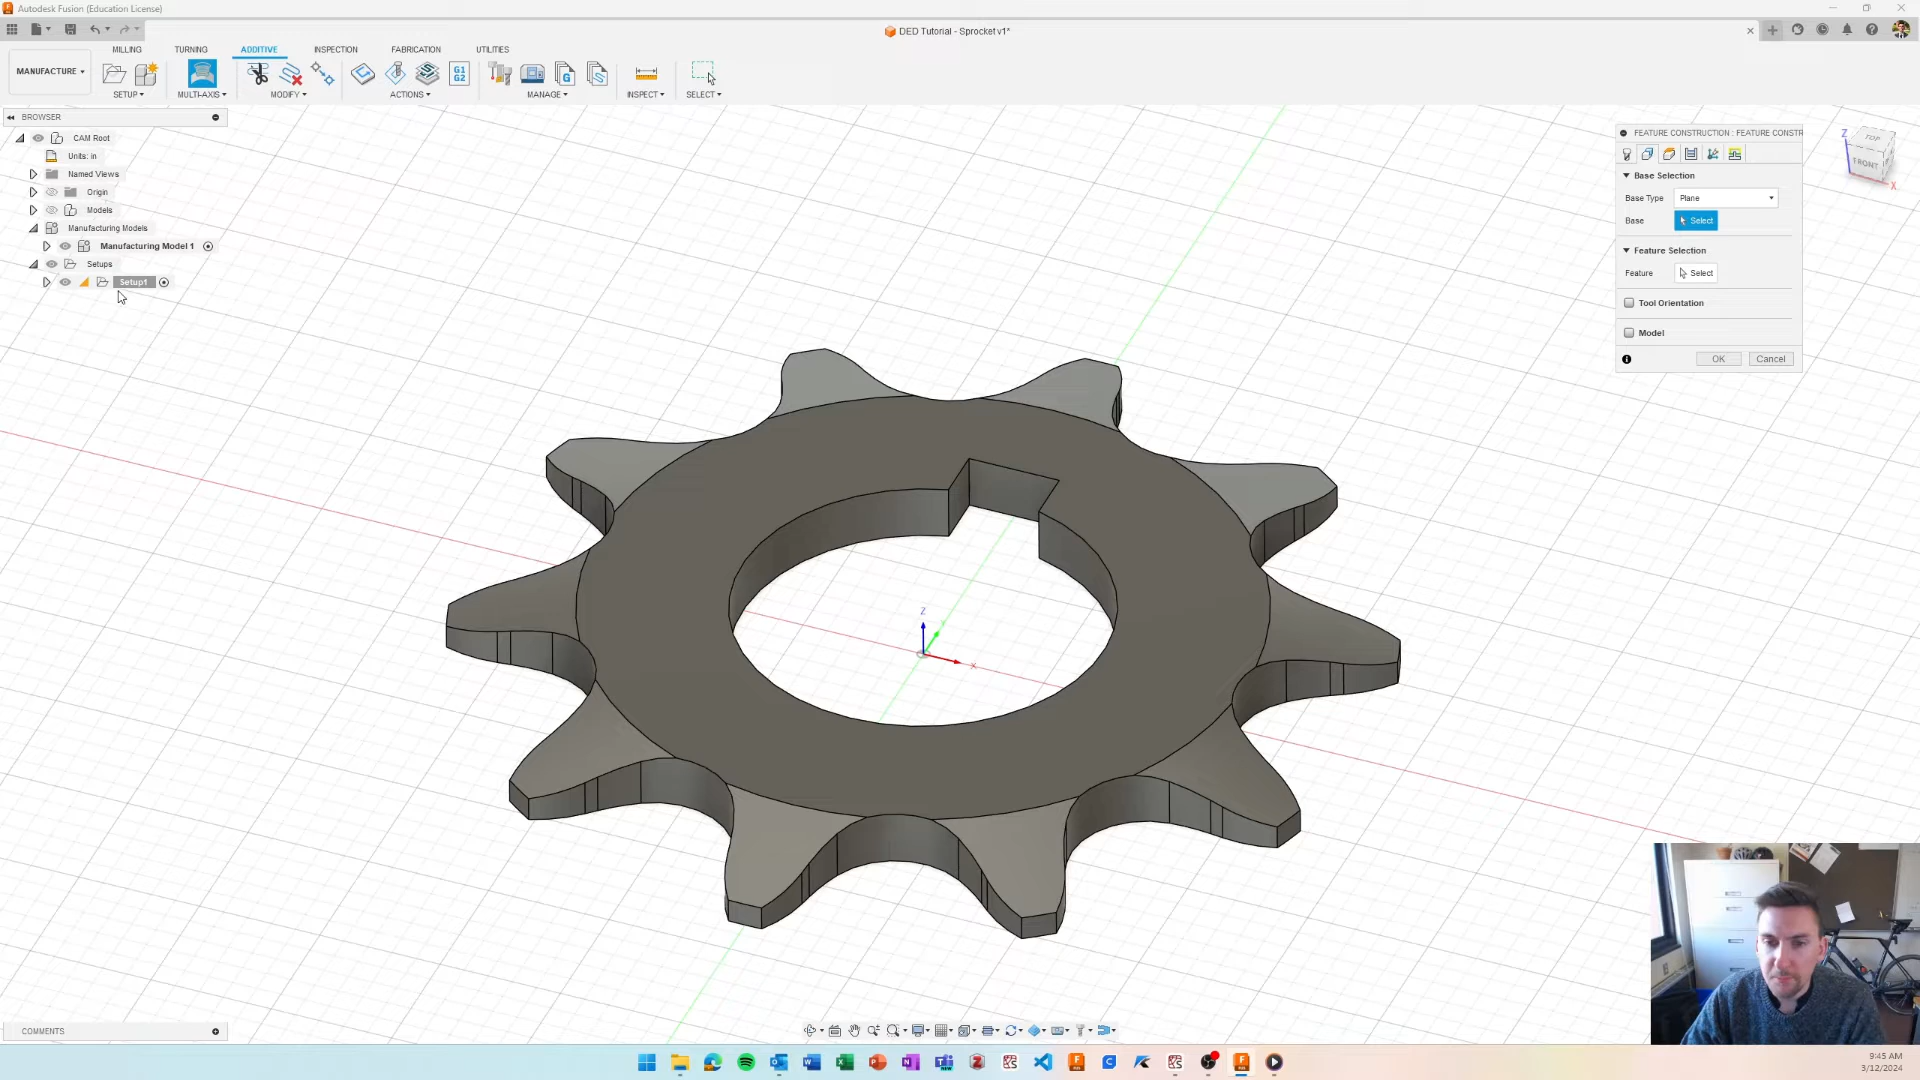 Autodesk Fusion (Education License)
DED Tutorial - Sprocket v1*
MILLING TURNING ADDITIVE INSPECTION FABRICATION UTILITIES
MANUFACTURE
G1
G2
SETUP MULTI-AXIS MODIFY ACTIONS MANAGE INSPECT SELECT
BROWSER
CAM Root
Units: in
Named Views
Origin
Models
Manufacturing Models
Manufacturing Model 1
Setups
Setup1
FEATURE CONSTRUCTION : FEATURE CONSTR
Base Selection
Base Type Plane
Base Select
Feature Selection
Feature Select
Tool Orientation
Model
OK Cancel
Z
TOP
FRONT
X
Z
Y
X
COMMENTS
9:45 AM
3/12/2024